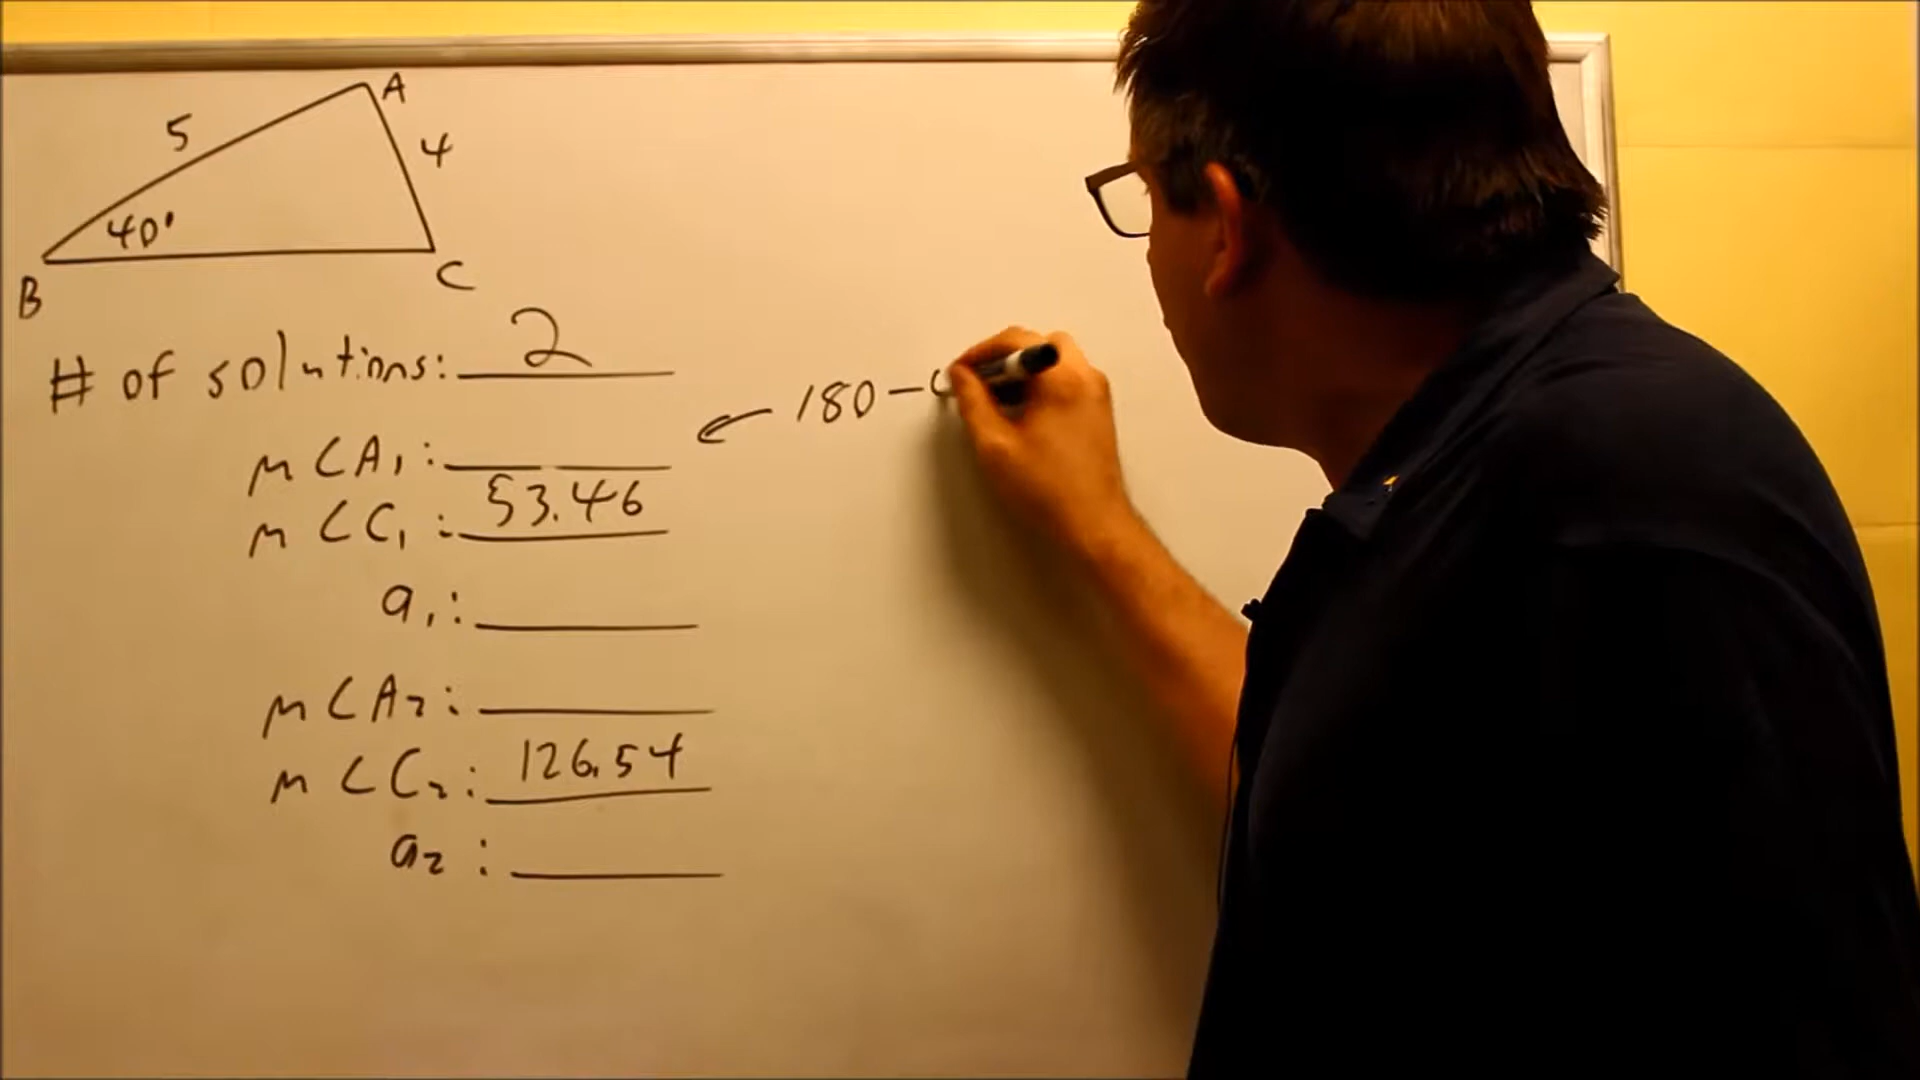 A
5
4
40°
B
C
# of solutions: 2
180 –
m∠A₁:
m∠C₁: 53.46
a₁:
m∠A₂:
m∠C₂: 126.54
a₂: